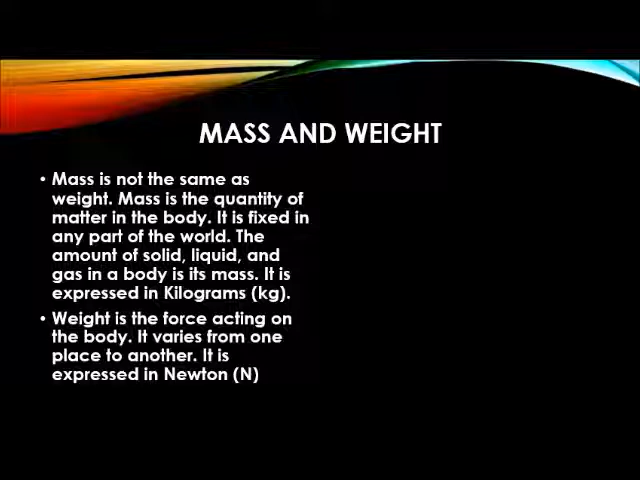 MASS AND WEIGHT
• Mass is not the same as
weight. Mass is the quantity of
matter in the body. It is fixed in
any part of the world. The
amount of solid, liquid, and
gas in a body is its mass. It is
expressed in Kilograms (kg).
• Weight is the force acting on
the body. It varies from one
place to another. It is
expressed in Newton (N)